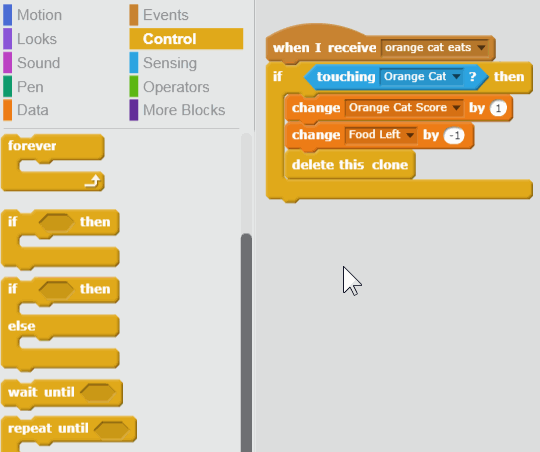 Motion
Looks
Sound
Pen
Data
Events
Control
Sensing
Operators
More Blocks
forever
if then
if then
else
wait until
repeat until
when I receive orange cat eats
if touching Orange Cat ? then
change Orange Cat Score by 1
change Food Left by -1
delete this clone